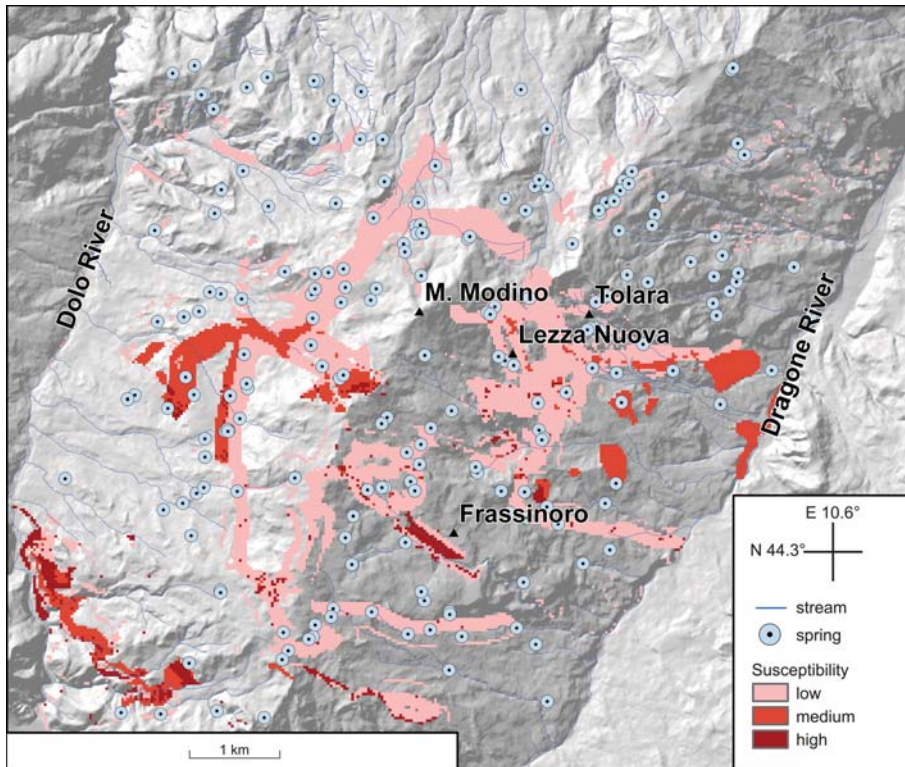 Dolo River
M. Modino
Tolara
Lezza Nuova
Dragone River
Frassinoro
E 10.6°
N 44.3°
stream
spring
Susceptibility
low
medium
high
1 km